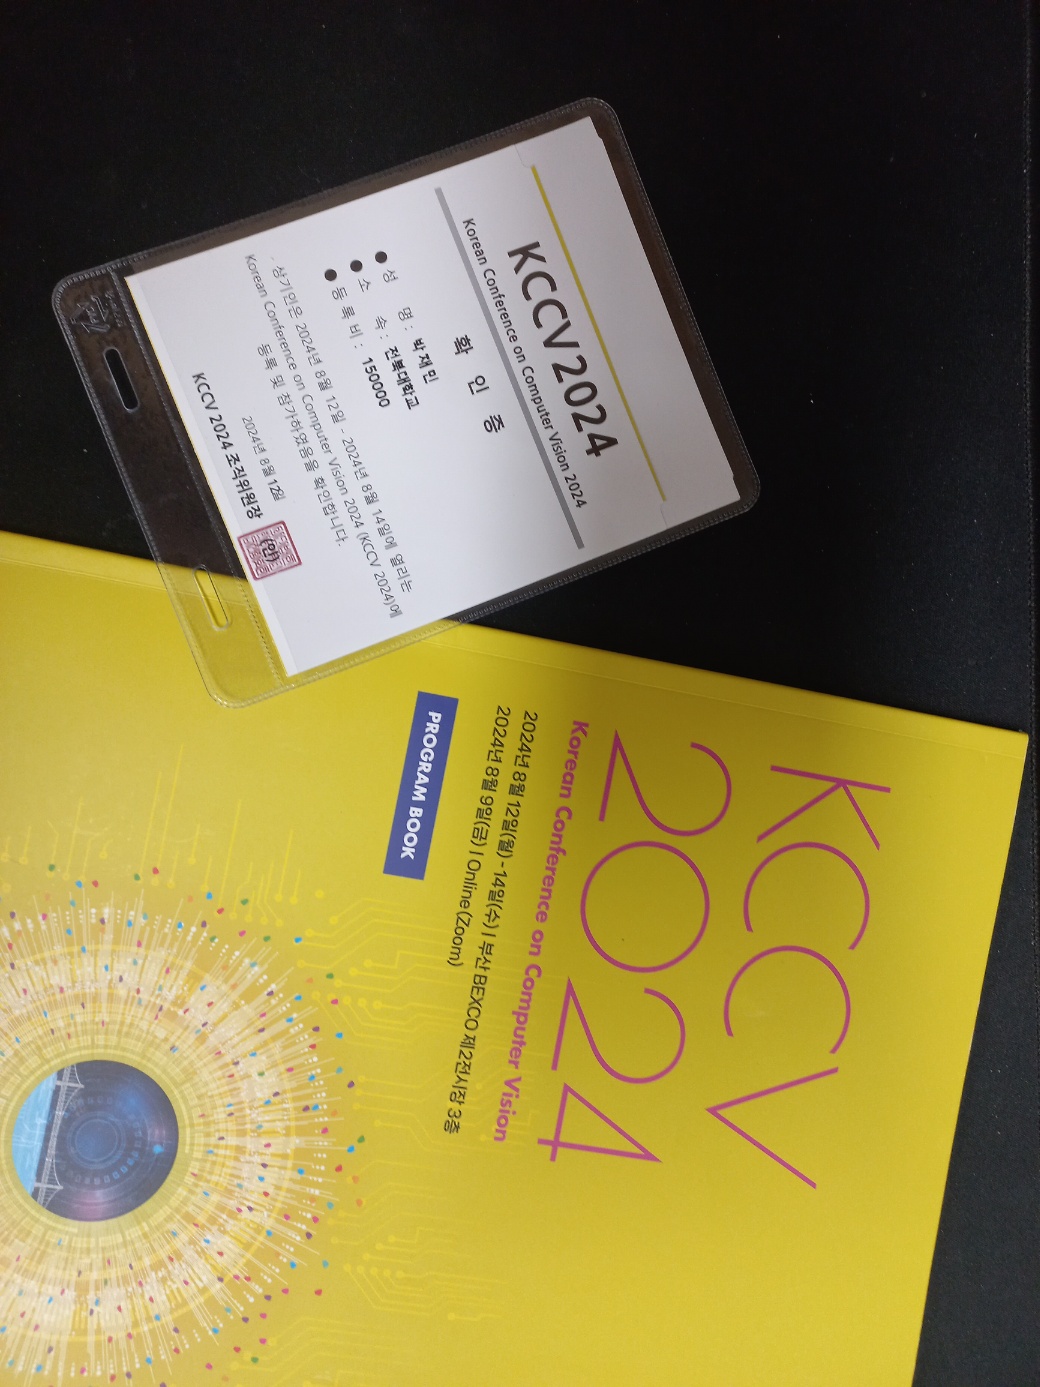 KCCV2024
Korean Conference on Computer Vision 2024
확 인 증
● 성 명 : 박재민
● 소 속 : 전북대학교
● 등 록 비 : 150000
상기인은 2024년 8월 12일 - 2024년 8월 14일에 열리는
Korean Conference on Computer Vision 2024 (KCCV 2024)에
등록 및 참가하였음을 확인합니다.
2024년 8월 12일
KCCV 2024 조직위원장 (인)
KCCV
2024
Korean Conference on Computer Vision
2024년 8월 12일(월)-14일(수) | 부산 BEXCO 제2전시장 3층
2024년 8월 9일(금) | Online(Zoom)
PROGRAM BOOK